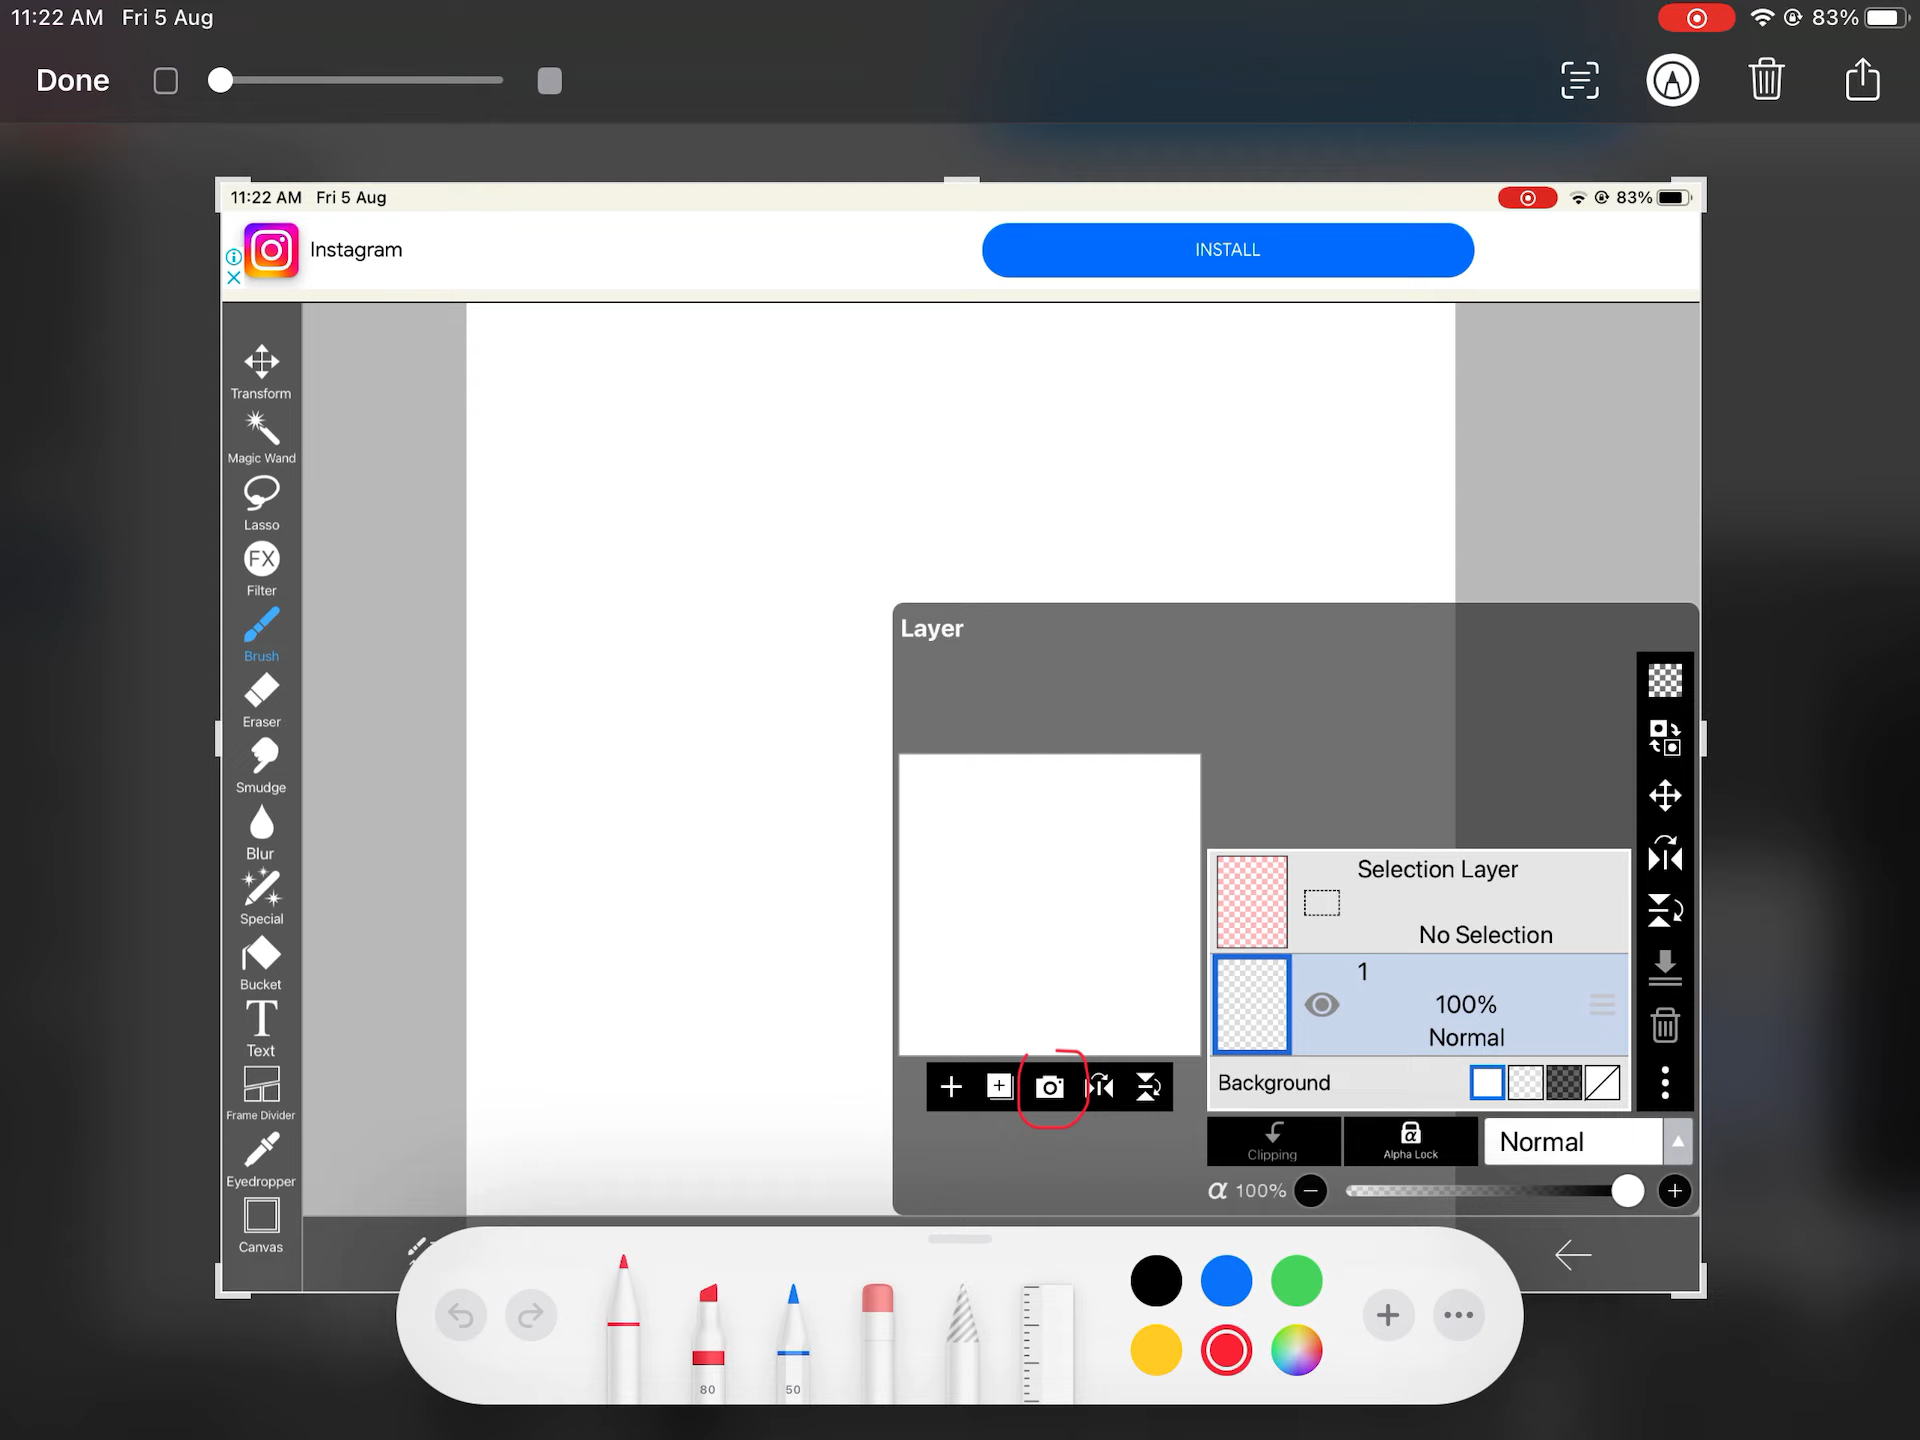 11:22 AM Fri 5 Aug
83%
Done
11:22 AM Fri 5 Aug
83%
Instagram
INSTALL
Transform
Magic Wand
Lasso
FX
Filter
Brush
Eraser
Smudge
Blur
Special
Bucket
T
Text
Frame Divider
Eyedropper
Canvas
Layer
Selection Layer
No Selection
1
100%
Normal
Background
Clipping
α
Alpha Lock
Normal
α 100%
80
50